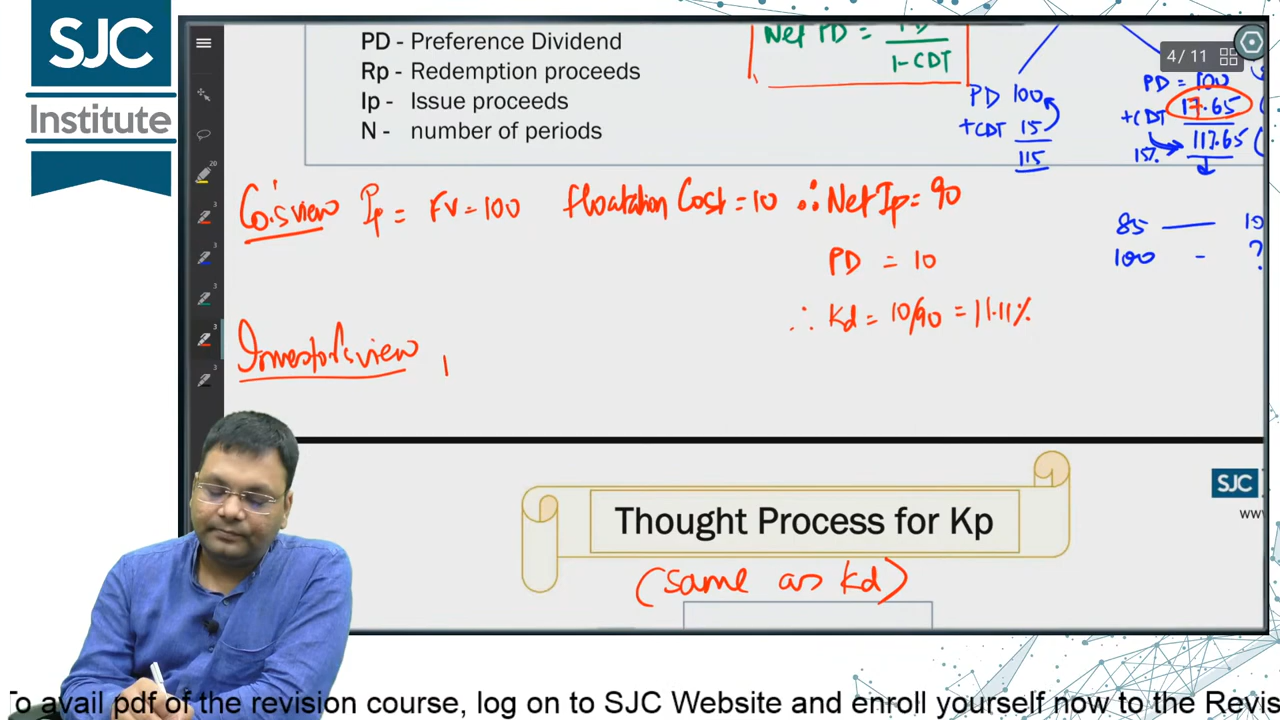 SJC
Institute
PD - Preference Dividend
Rp - Redemption proceeds
Ip - Issue proceeds
N - number of periods
Net PD = PD
1-CDT
PD 100
+CDT 15
115
4 / 11
PD = 100
+CDT 17.65
15% 117.65
85 — 10
100 - ?
Co.'s view Ip = FV = 100 Floatation Cost = 10 ∴ Net Ip = 90
PD = 10
∴ Kd = 10/90 = 11.11%
Investor's view
SJC
Thought Process for Kp
(same as Kd)
To avail pdf of the revision course, log on to SJC Website and enroll yourself now to the Revis